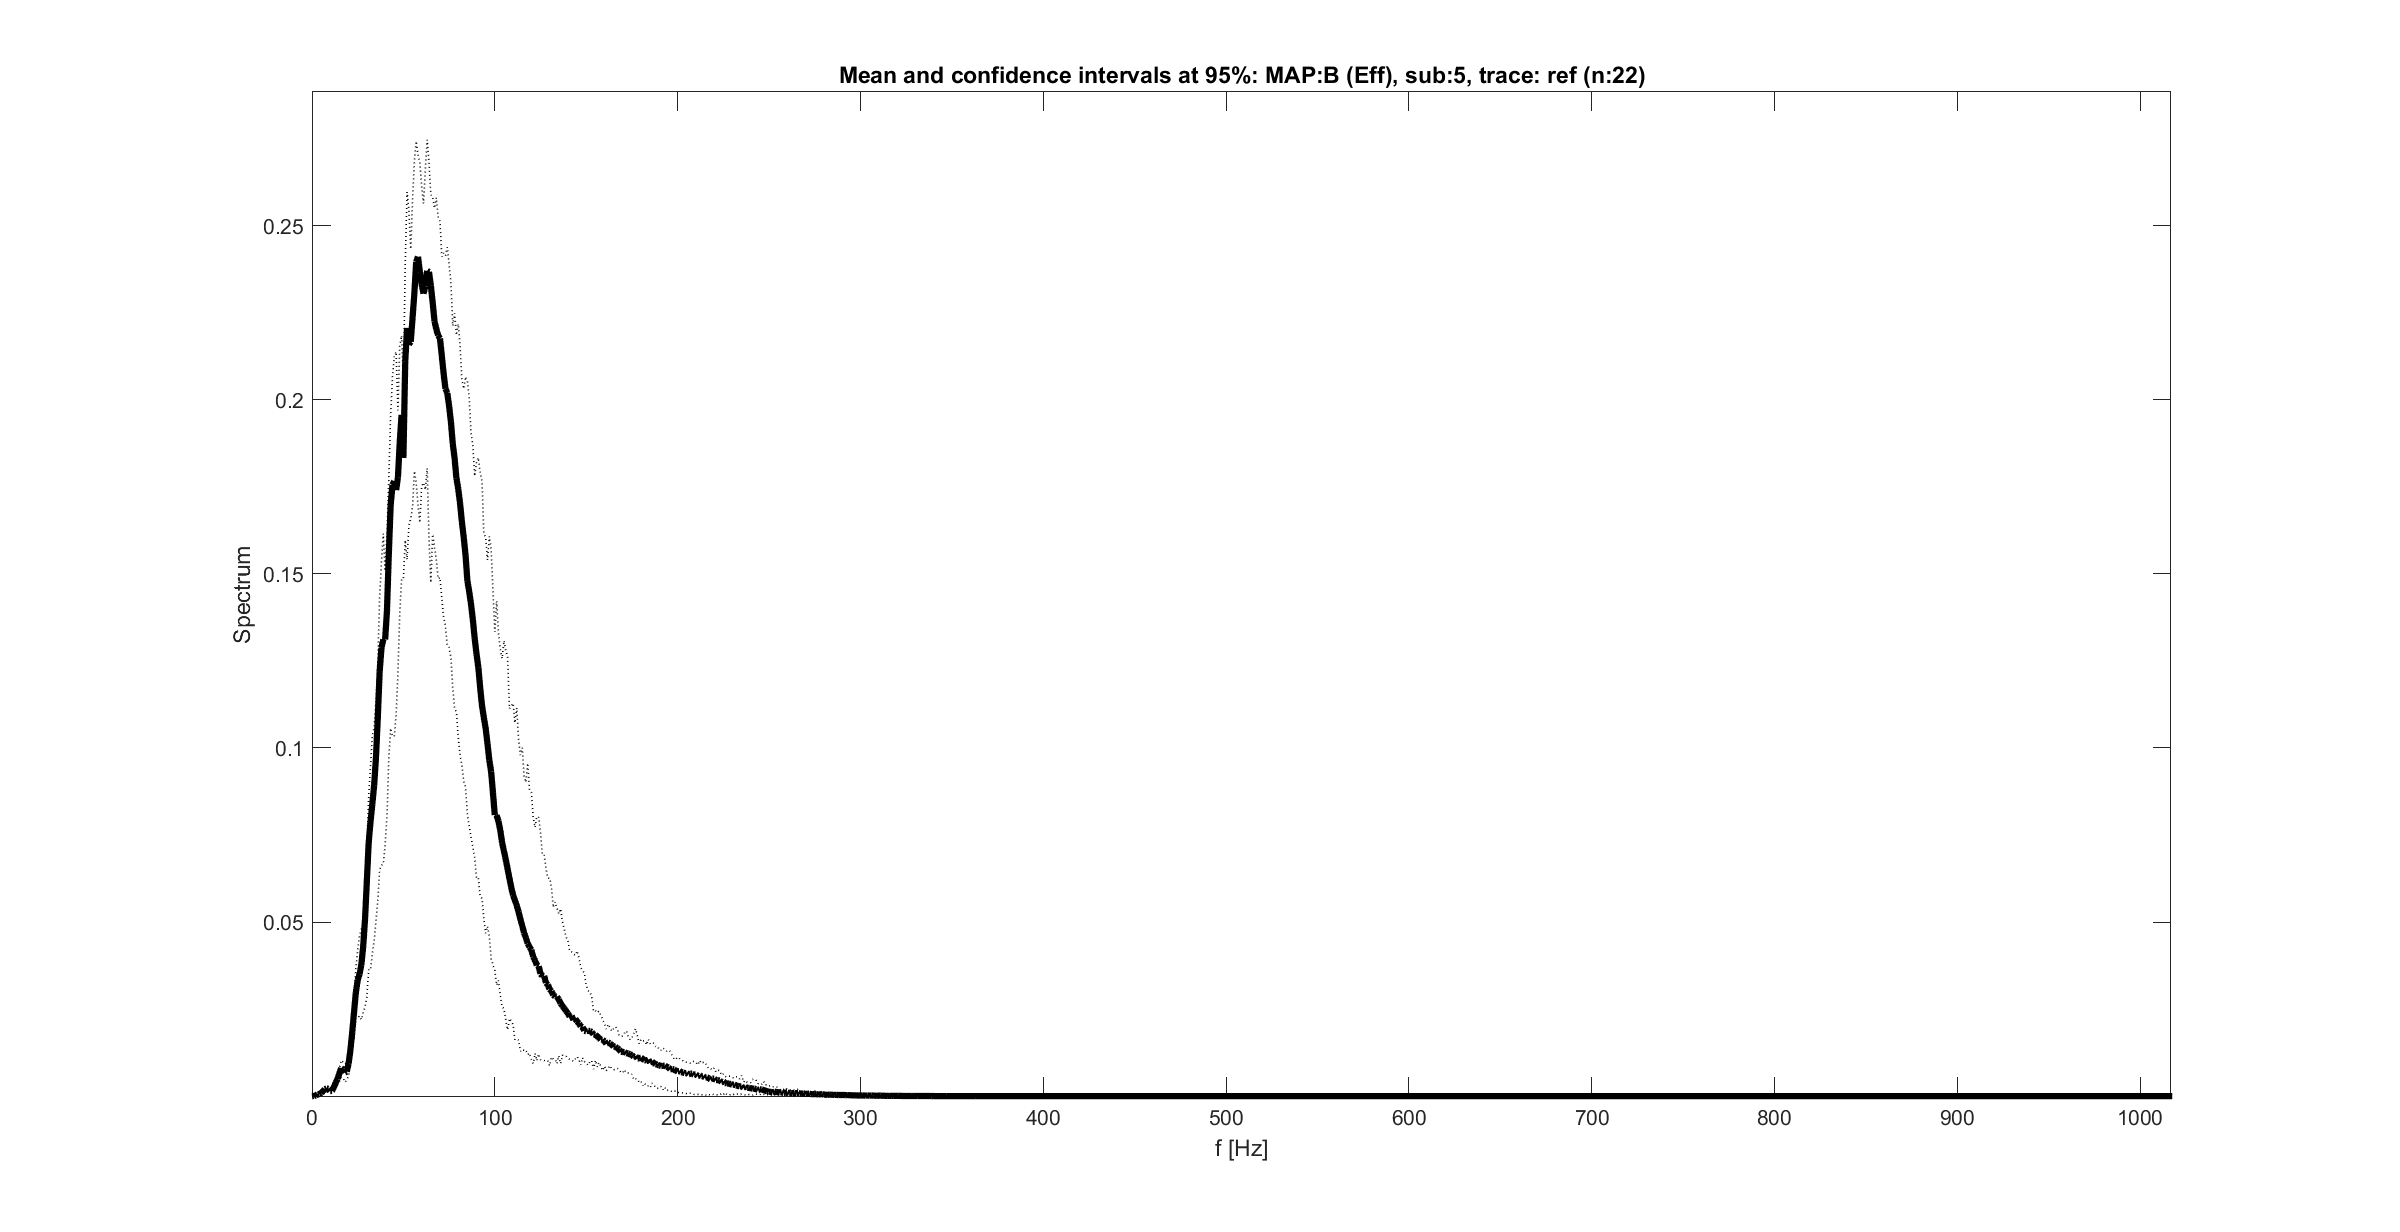 Mean and confidence intervals at 95%: MAP:B (Eff), sub:5, trace: ref (n:22)
0.25
0.2
0.15
0.1
0.05
Spectrum
0 100 200 300 400 500 600 700 800 900 1000
f [Hz]